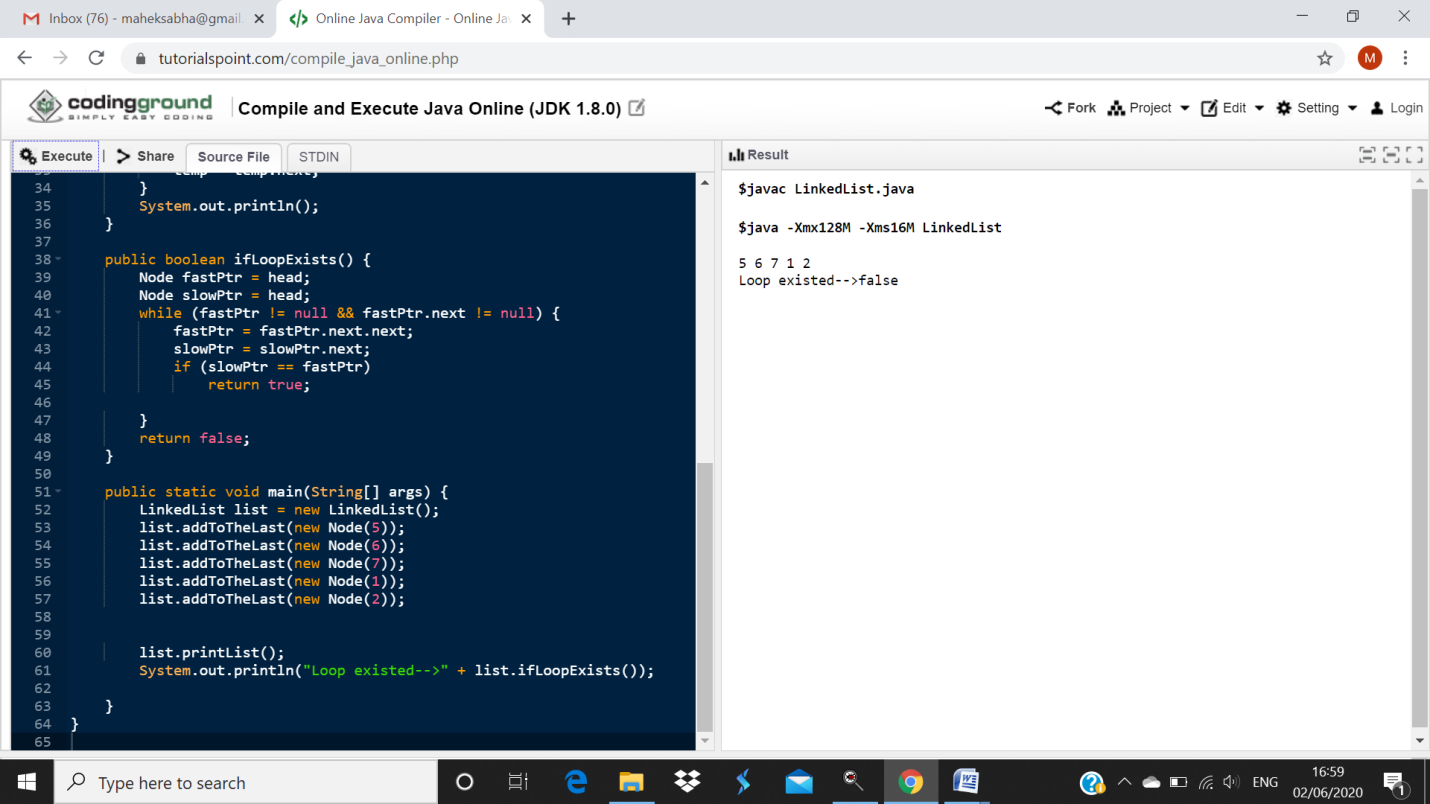 Inbox (76) - maheksabha@gmail.
Online Java Compiler - Online Jav
tutorialspoint.com/compile_java_online.php
M
codingground
SIMPLY EASY CODING
Compile and Execute Java Online (JDK 1.8.0)
Fork Project Edit Setting Login
Execute | Share Source File STDIN
Result
33 temp = temp.next;
34 }
35 System.out.println();
36 }
37
38 public boolean ifLoopExists() {
39 Node fastPtr = head;
40 Node slowPtr = head;
41 while (fastPtr != null && fastPtr.next != null) {
42 fastPtr = fastPtr.next.next;
43 slowPtr = slowPtr.next;
44 if (slowPtr == fastPtr)
45 return true;
46
47 }
48 return false;
49 }
50
51 public static void main(String[] args) {
52 LinkedList list = new LinkedList();
53 list.addToTheLast(new Node(5));
54 list.addToTheLast(new Node(6));
55 list.addToTheLast(new Node(7));
56 list.addToTheLast(new Node(1));
57 list.addToTheLast(new Node(2));
58
59
60 list.printList();
61 System.out.println("Loop existed-->" + list.ifLoopExists());
62
63 }
64 }
65
$javac LinkedList.java
$java -Xmx128M -Xms16M LinkedList
5 6 7 1 2
Loop existed-->false
Type here to search
ENG
16:59
02/06/2020
1